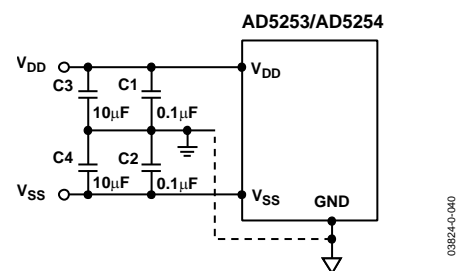 AD5253/AD5254
VDD
VDD
C3
C1
10μF
0.1μF
C4
C2
10μF
0.1μF
VSS
VSS
GND
03824-0-040